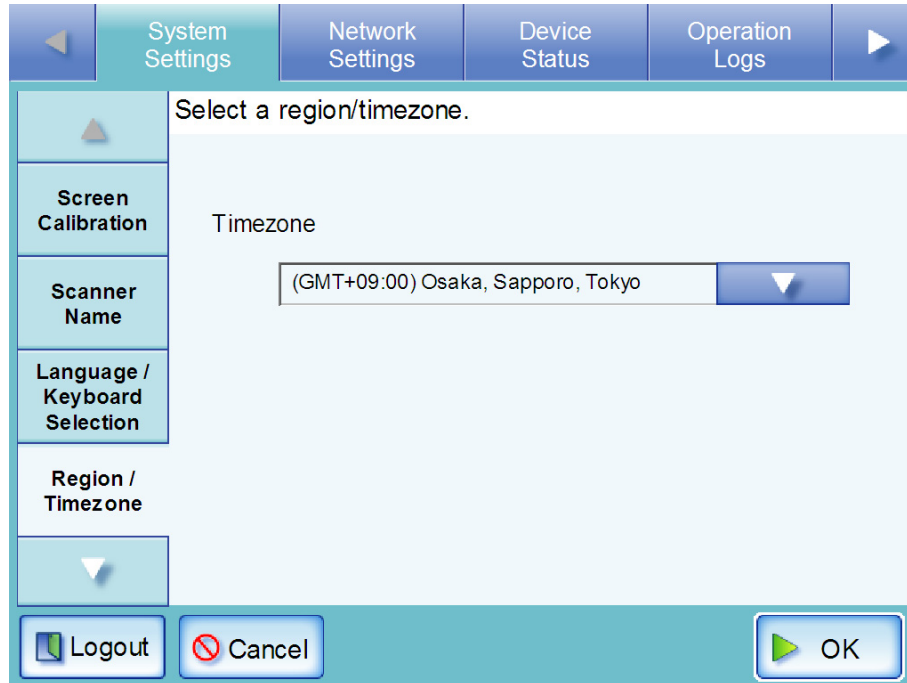 System
Settings
Network
Settings
Device
Status
Operation
Logs
Select a region/timezone.
Screen
Calibration
Scanner
Name
Language /
Keyboard
Selection
Region /
Timezone
Timezone
(GMT+09:00) Osaka, Sapporo, Tokyo
Logout
Cancel
OK